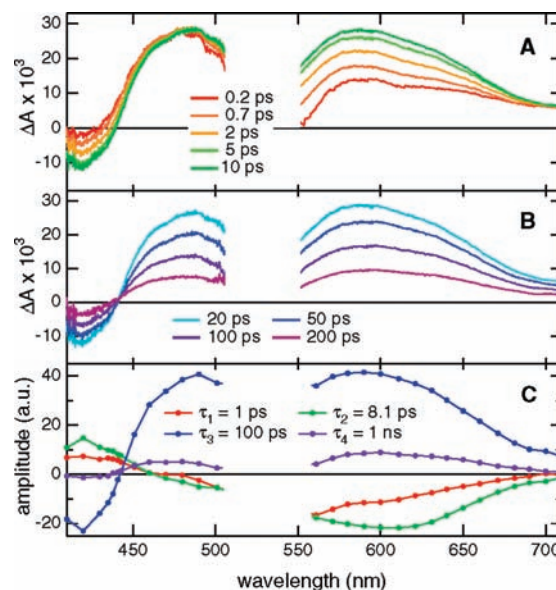 30
20
10
0
-10
ΔA x 10³
A
0.2 ps
0.7 ps
2 ps
5 ps
10 ps
30
20
10
0
-10
ΔA x 10³
B
20 ps
50 ps
100 ps
200 ps
40
20
0
-20
amplitude (a.u.)
C
τ₁ = 1 ps
τ₂ = 8.1 ps
τ₃ = 100 ps
τ₄ = 1 ns
450
500
550
600
650
700
wavelength (nm)